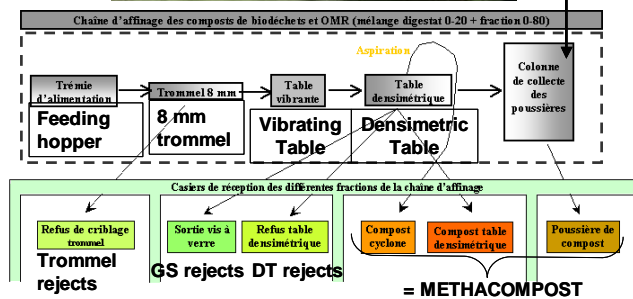 Chaîne d'affinage des composts de biodéchets et OMR (mélange digestat 0-20 + fraction 0-80)
Aspiration
Trémie
d'alimentation
Trommel 8 mm
Table
vibrante
Table
densimétrique
Colonne
de collecte
des
poussières
Feeding
hopper
8 mm
trommel
Vibrating
Table
Densimetric
Table
Casiers de réception des différentes fractions de la chaîne d'affinage
Refus de criblage
trommel
Sortie vis à
verre
Refus table
densimétrique
Compost
cyclone
Compost table
densimétrique
Poussière de
compost
Trommel
rejects
GS rejects
DT rejects
= METHACOMPOST